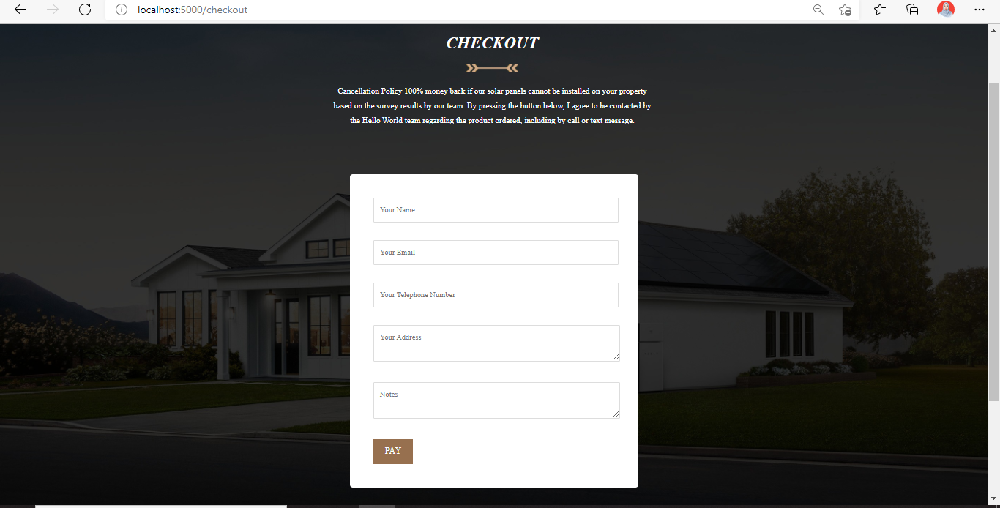 localhost:5000/checkout
CHECKOUT
Cancellation Policy 100% money back if our solar panels cannot be installed on your property
based on the survey results by our team. By pressing the button below, I agree to be contacted by
the Hello World team regarding the product ordered, including by call or text message.
Your Name
Your Email
Your Telephone Number
Your Address
Notes
PAY